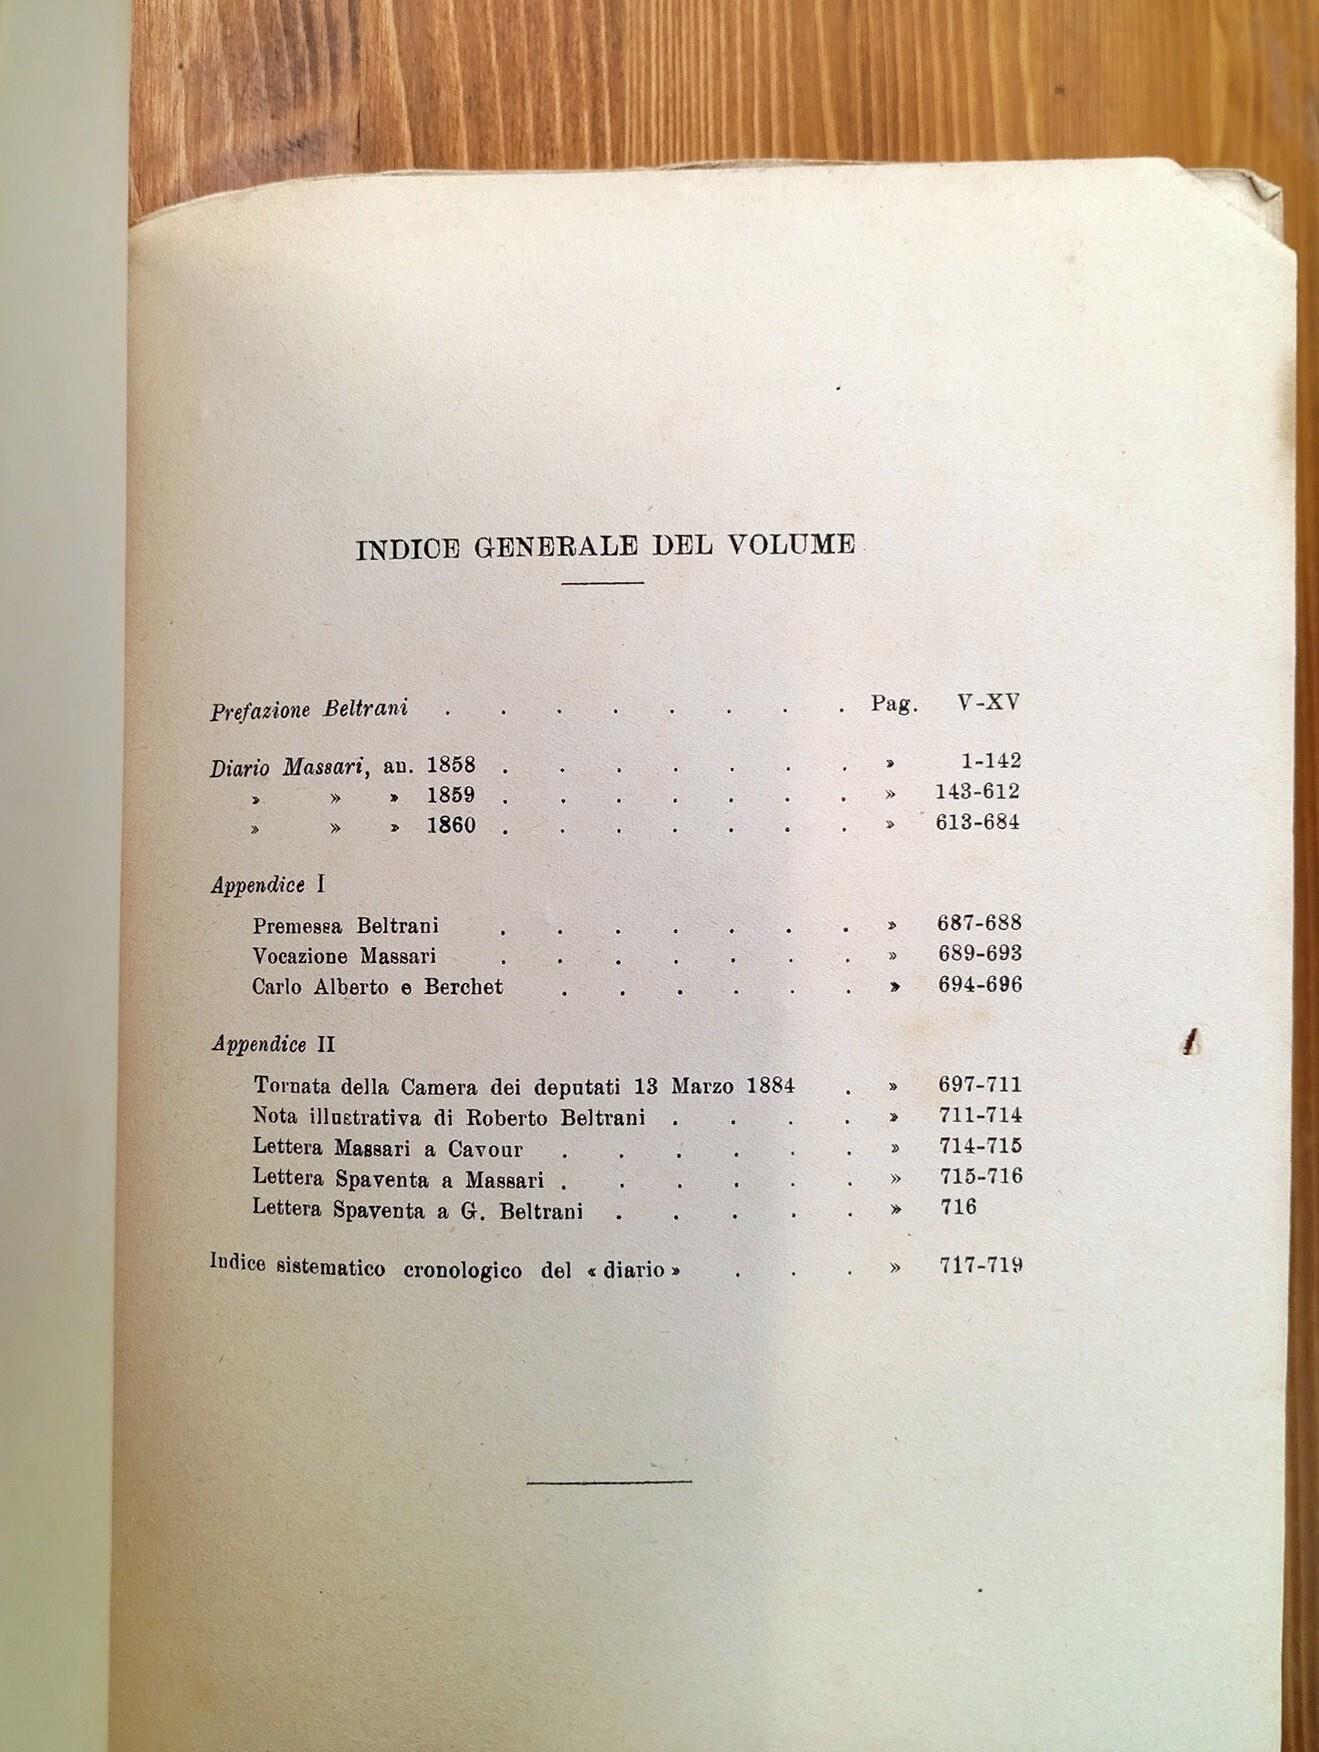 INDICE GENERALE DEL VOLUME
Prefazione Beltrani . . . . . . . . Pag. V-XV
Diario Massari, an. 1858 . . . . . . . » 1-142
» » » 1859 . . . . . . . » 143-612
» » » 1860 . . . . . . . » 613-684
Appendice I
Premessa Beltrani . . . . . . . » 687-688
Vocazione Massari . . . . . . . » 689-693
Carlo Alberto e Berchet . . . . . . » 694-696
Appendice II
Tornata della Camera dei deputati 13 Marzo 1884 . » 697-711
Nota illustrativa di Roberto Beltrani . . . . » 711-714
Lettera Massari a Cavour . . . . . . » 714-715
Lettera Spaventa a Massari . . . . . . » 715-716
Lettera Spaventa a G. Beltrani . . . . . » 716
Indice sistematico cronologico del « diario » . . . » 717-719